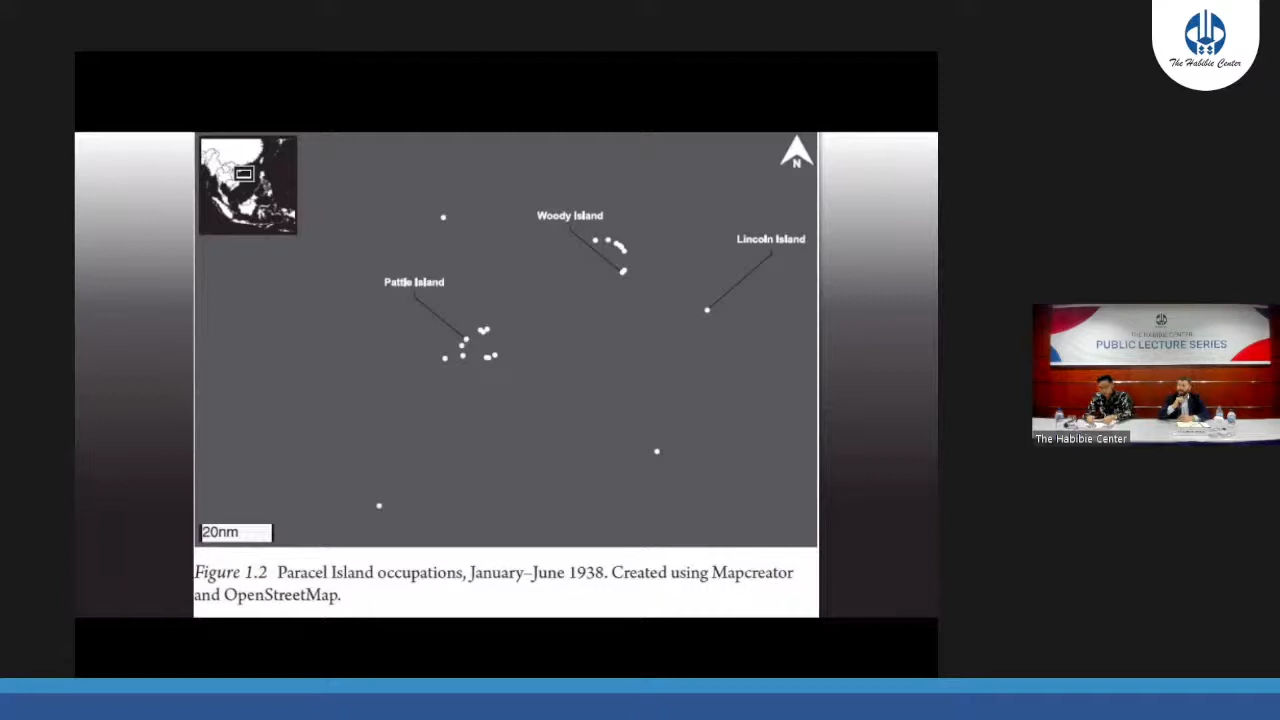 The Habibie Center
N
Woody Island
Lincoln Island
Pattle Island
20nm
Figure 1.2 Paracel Island occupations, January–June 1938. Created using Mapcreator
and OpenStreetMap.
THE HABIBIE CENTER
PUBLIC LECTURE SERIES
The Habibie Center